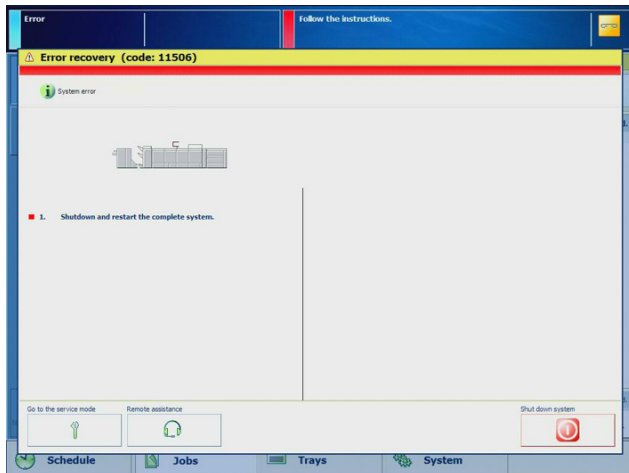 Error
Follow the instructions.
Error recovery (code: 11506)
System error
1. Shutdown and restart the complete system.
Go to the service mode
Remote assistance
Shut down system
Schedule
Jobs
Trays
System